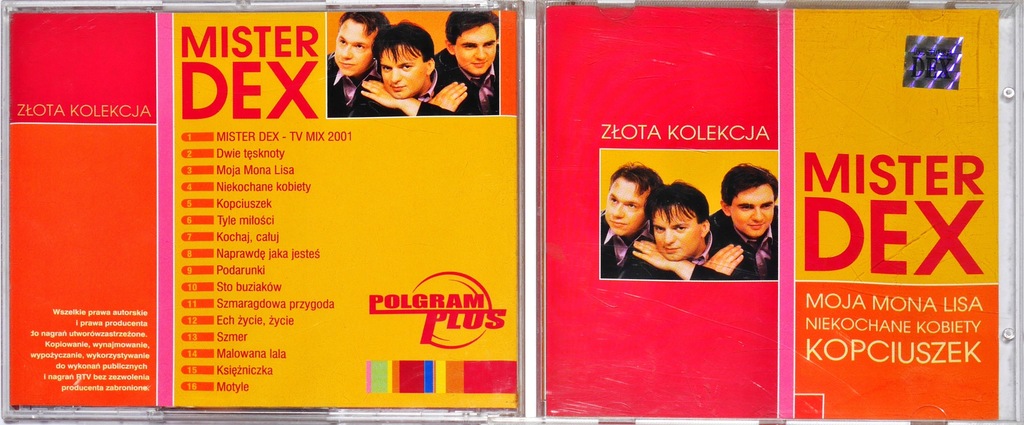 ZŁOTA KOLEKCJA
Wszelkie prawa autorskie
i prawa producenta
do nagrań utworówzastrzeżone.
Kopiowanie, wynajmowanie,
wypożyczanie, wykorzystywanie
do wykonań publicznych
i nagrań RTV bez zezwolenia
producenta zabronione.
MISTER
DEX
1 MISTER DEX - TV MIX 2001
2 Dwie tęsknoty
3 Moja Mona Lisa
4 Niekochane kobiety
5 Kopciuszek
6 Tyle miłości
7 Kochaj, całuj
8 Naprawdę jaka jesteś
9 Podarunki
10 Sto buziaków
11 Szmaragdowa przygoda
12 Ech życie, życie
13 Szmer
14 Malowana lala
15 Księżniczka
16 Motyle
POLGRAM
PLUS
ZŁOTA KOLEKCJA
DEX
MISTER
DEX
MOJA MONA LISA
NIEKOCHANE KOBIETY
KOPCIUSZEK